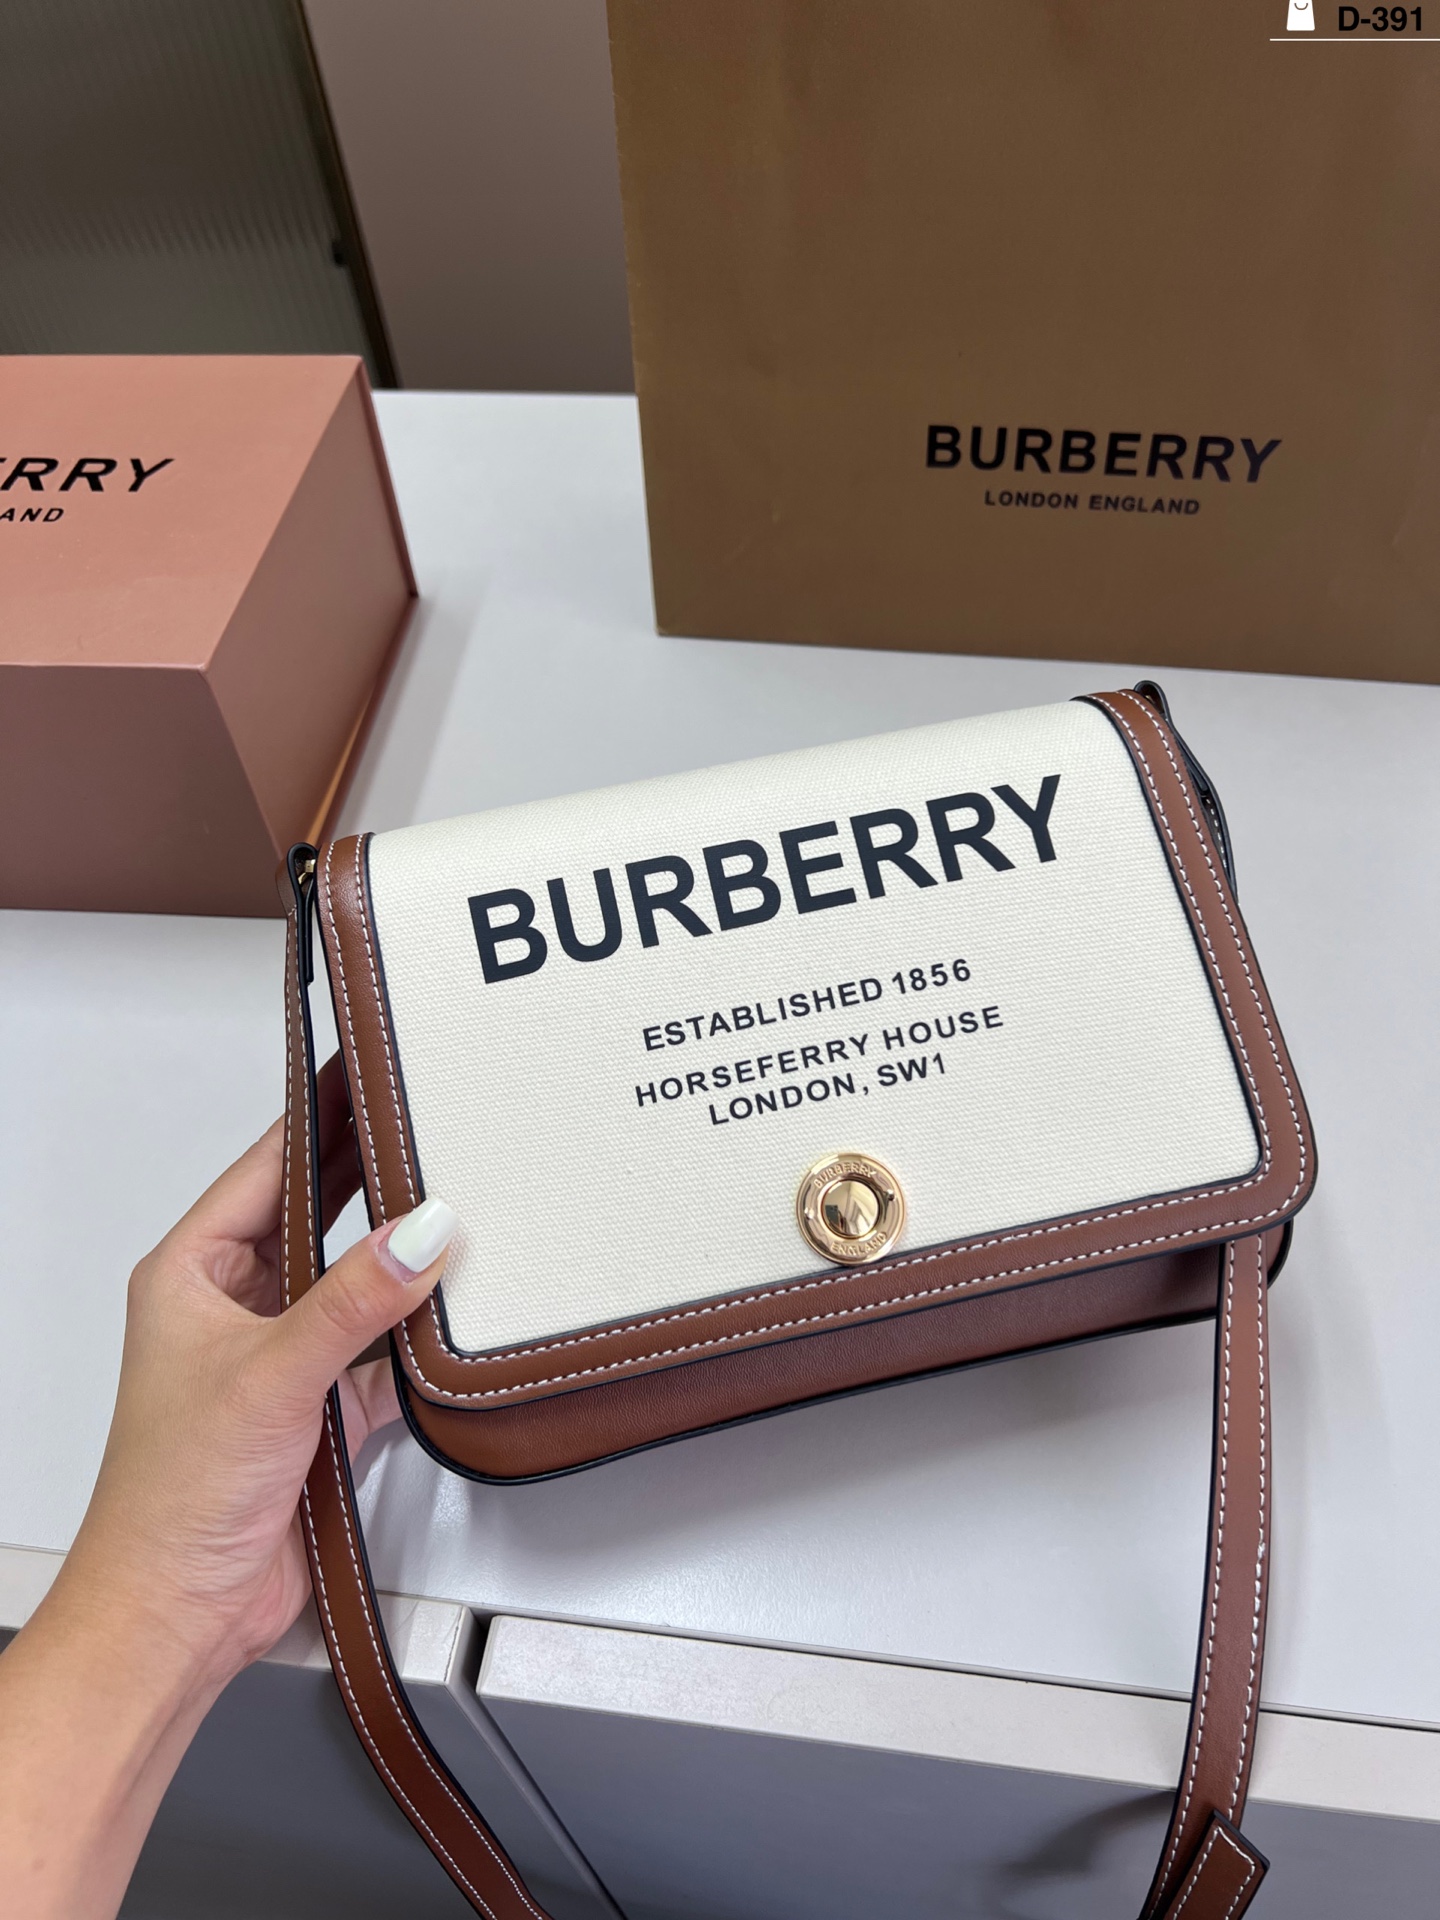 D-391
BURBERRY
LONDON ENGLAND
RRY
AND
BURBERRY
ESTABLISHED 1856
HORSEFERRY HOUSE
LONDON, SW1
BURBERRY
ENGLAND